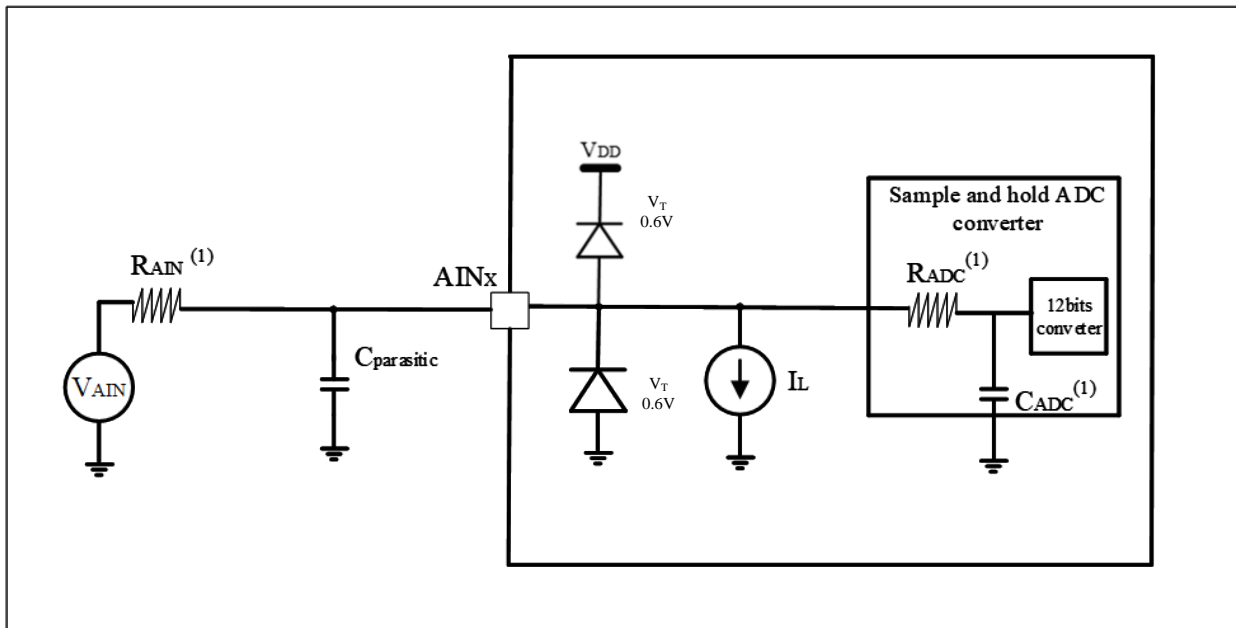 VDD
VT
0.6V
Sample and hold ADC
converter
RAIN(1)
AINx
RADC(1)
12bits
conveter
VAIN
Cparasitic
VT
0.6V
IL
CADC(1)